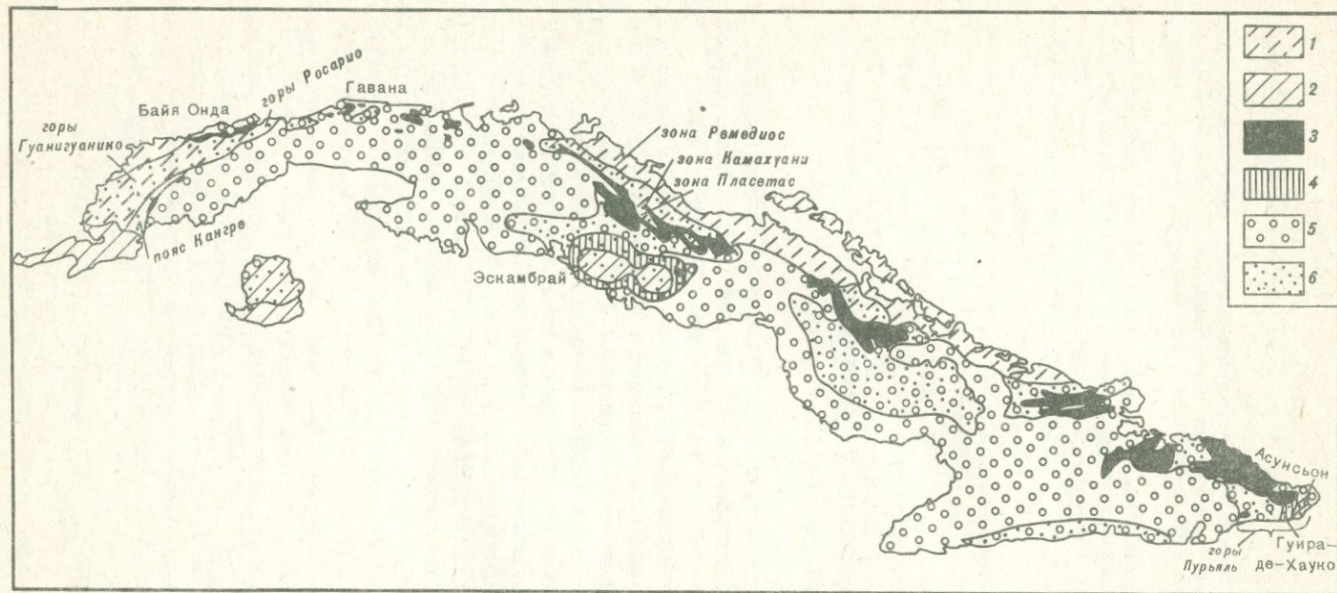 горы Росарио
Гавана
Байя Онда
горы
Гуанигуанико
пояс Кангре
зона Ремедиос
зона Камахуани
зона Пласетас
Эскамбрай
Асунсьон
горы
Пурьяль
Гуира-
де-Хауко
1
2
3
4
5
6